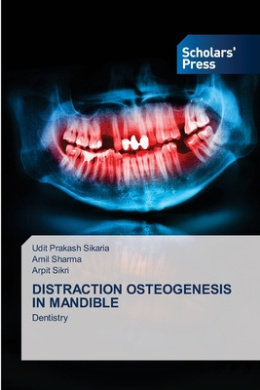 Scholars'
Press
Udit Prakash Sikaria
Amil Sharma
Arpit Sikri
DISTRACTION OSTEOGENESIS
IN MANDIBLE
Dentistry